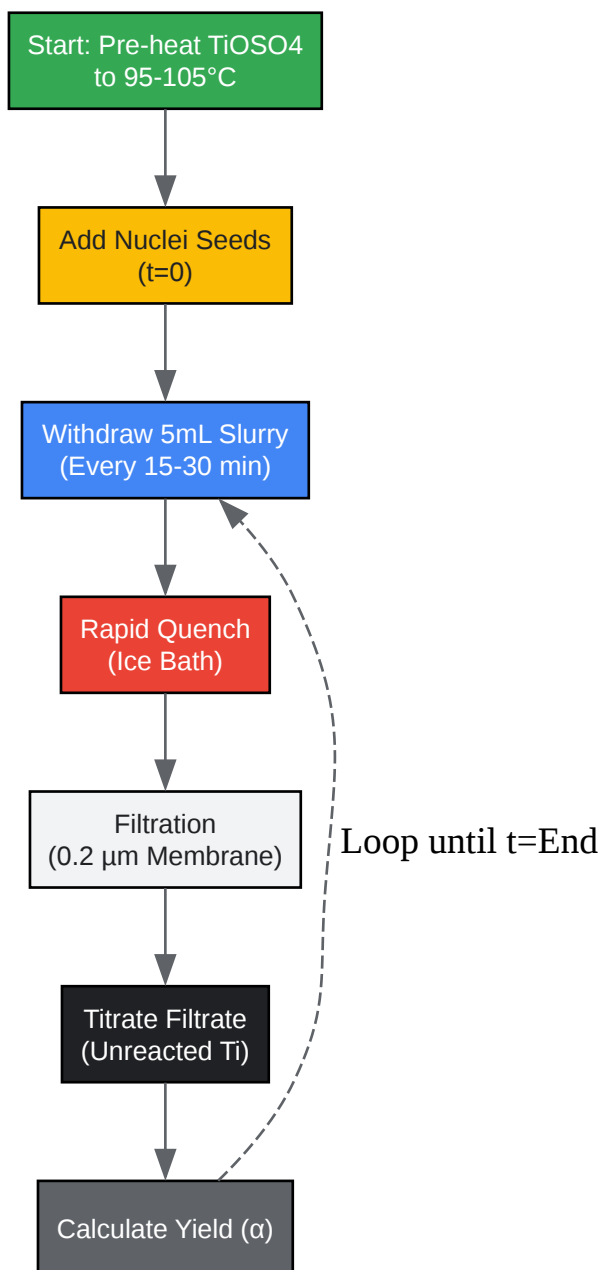 Start: Pre-heat TiOSO4
to 95-105°C
Add Nuclei Seeds
(t=0)
Withdraw 5mL Slurry
(Every 15-30 min)
Rapid Quench
(Ice Bath)
Filtration
(0.2 µm Membrane)
Loop until t=End
Titrate Filtrate
(Unreacted Ti)
Calculate Yield (α)